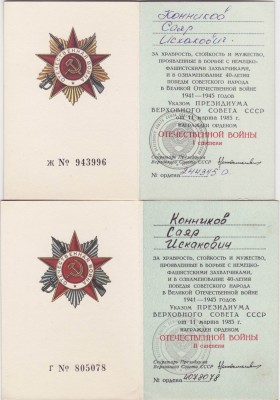 Ж № 943996
Конников
Саяр
Искакович
ЗА ХРАБРОСТЬ, СТОЙКОСТЬ И МУЖЕСТВО,
ПРОЯВЛЕННЫЕ В БОРЬБЕ С НЕМЕЦКО-
ФАШИСТСКИМИ ЗАХВАТЧИКАМИ,
И В ОЗНАМЕНОВАНИЕ 40-ЛЕТИЯ
ПОБЕДЫ СОВЕТСКОГО НАРОДА
В ВЕЛИКОЙ ОТЕЧЕСТВЕННОЙ ВОЙНЕ
1941—1945 ГОДОВ
Указом ПРЕЗИДИУМА
ВЕРХОВНОГО СОВЕТА СССР
от 11 марта 1985 г.
НАГРАЖДЕН ОРДЕНОМ
ОТЕЧЕСТВЕННОЙ ВОЙНЫ
I СТЕПЕНИ
Секретарь Президиума
Верховного Совета СССР
№ ордена
Г № 805078
Конников
Саяр
Искакович
ЗА ХРАБРОСТЬ, СТОЙКОСТЬ И МУЖЕСТВО,
ПРОЯВЛЕННЫЕ В БОРЬБЕ С НЕМЕЦКО-
ФАШИСТСКИМИ ЗАХВАТЧИКАМИ,
И В ОЗНАМЕНОВАНИЕ 40-ЛЕТИЯ
ПОБЕДЫ СОВЕТСКОГО НАРОДА
В ВЕЛИКОЙ ОТЕЧЕСТВЕННОЙ ВОЙНЕ
1941—1945 ГОДОВ
Указом ПРЕЗИДИУМА
ВЕРХОВНОГО СОВЕТА СССР
от 11 марта 1985 г.
НАГРАЖДЕН ОРДЕНОМ
ОТЕЧЕСТВЕННОЙ ВОЙНЫ
II СТЕПЕНИ
Секретарь Президиума
Верховного Совета СССР
№ ордена